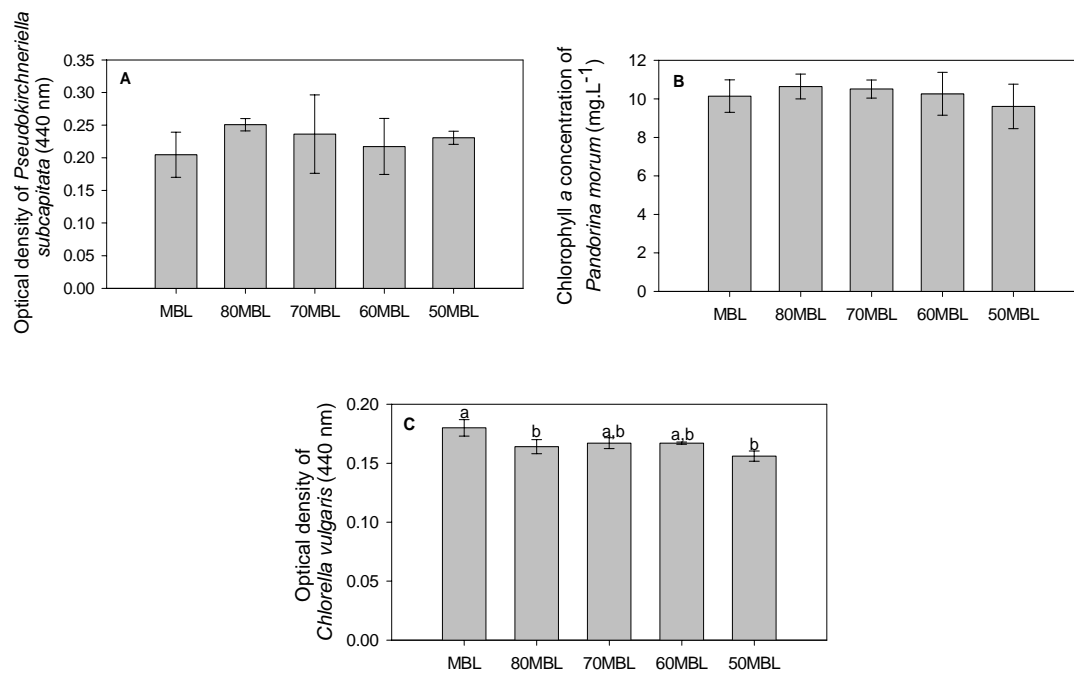 Optical density of Pseudokirchneriella
subcapitata (440 nm)
0.35
0.30
0.25
0.20
0.15
0.10
0.05
0.00
A
MBL 80MBL 70MBL 60MBL 50MBL
Chlorophyll a concentration of
Pandorina morum (mg.L-1)
12
10
8
6
4
2
0
B
MBL 80MBL 70MBL 60MBL 50MBL
Optical density of
Chlorella vulgaris (440 nm)
0.20
0.15
0.10
0.05
0.00
C
a b a,b a,b b
MBL 80MBL 70MBL 60MBL 50MBL